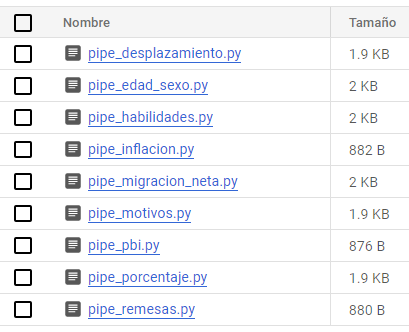 Nombre Tamaño
pipe_desplazamiento.py 1.9 KB
pipe_edad_sexo.py 2 KB
pipe_habilidades.py 2 KB
pipe_inflacion.py 882 B
pipe_migracion_neta.py 2 KB
pipe_motivos.py 1.9 KB
pipe_pbi.py 876 B
pipe_porcentaje.py 1.9 KB
pipe_remesas.py 880 B